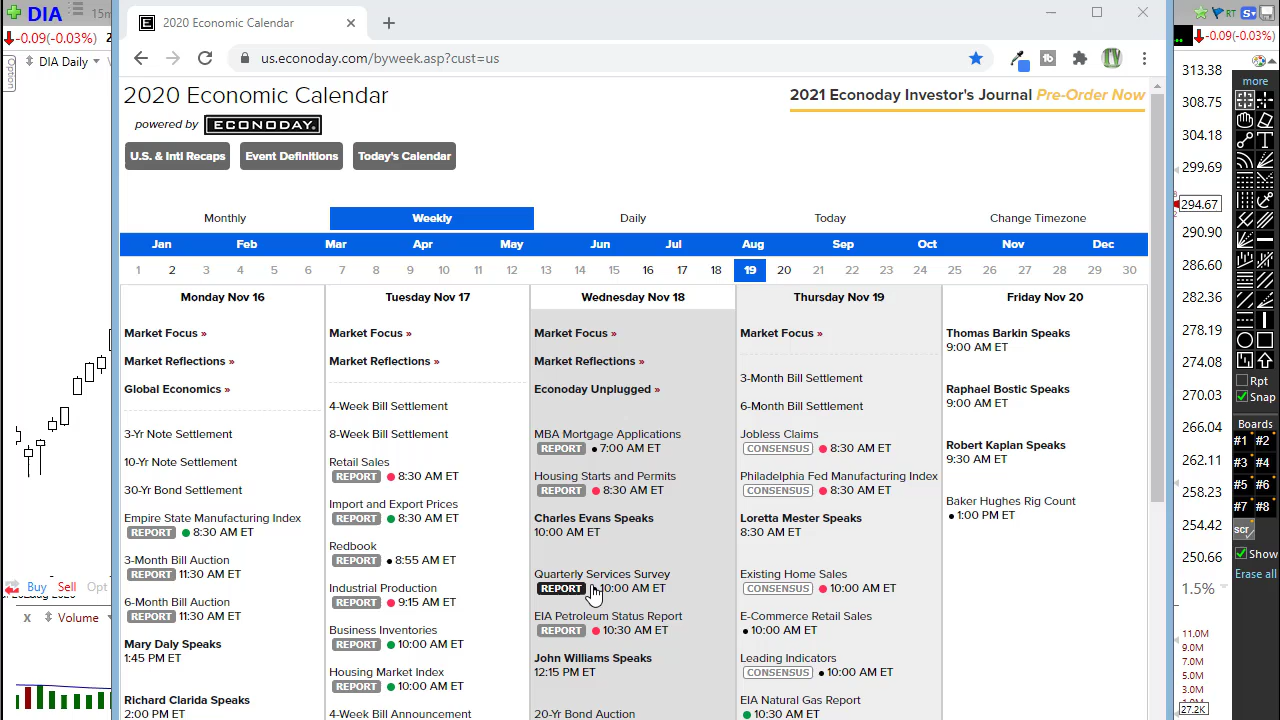 DIA
15m
-0.09(-0.03%)
Option
DIA Daily
Buy Sell Opt
x Volume
2020 Economic Calendar
us.econoday.com/byweek.asp?cust=us
2020 Economic Calendar
2021 Econoday Investor's Journal Pre-Order Now
powered by ECONODAY®
U.S. & Intl Recaps Event Definitions Today's Calendar
Monthly Weekly Daily Today Change Timezone
Jan Feb Mar Apr May Jun Jul Aug Sep Oct Nov Dec
1 2 3 4 5 6 7 8 9 10 11 12 13 14 15 16 17 18 19 20 21 22 23 24 25 26 27 28 29 30
Monday Nov 16
Market Focus »
Market Reflections »
Global Economics »
3-Yr Note Settlement
10-Yr Note Settlement
30-Yr Bond Settlement
Empire State Manufacturing Index
REPORT 8:30 AM ET
3-Month Bill Auction
REPORT 11:30 AM ET
6-Month Bill Auction
REPORT 11:30 AM ET
Mary Daly Speaks
1:45 PM ET
Richard Clarida Speaks
2:00 PM ET
Tuesday Nov 17
Market Focus »
Market Reflections »
4-Week Bill Settlement
8-Week Bill Settlement
Retail Sales
REPORT 8:30 AM ET
Import and Export Prices
REPORT 8:30 AM ET
Redbook
REPORT 8:55 AM ET
Industrial Production
REPORT 9:15 AM ET
Business Inventories
REPORT 10:00 AM ET
Housing Market Index
REPORT 10:00 AM ET
4-Week Bill Announcement
Wednesday Nov 18
Market Focus »
Market Reflections »
Econoday Unplugged »
MBA Mortgage Applications
REPORT 7:00 AM ET
Housing Starts and Permits
REPORT 8:30 AM ET
Charles Evans Speaks
10:00 AM ET
Quarterly Services Survey
REPORT 10:00 AM ET
EIA Petroleum Status Report
REPORT 10:30 AM ET
John Williams Speaks
12:15 PM ET
20-Yr Bond Auction
Thursday Nov 19
Market Focus »
3-Month Bill Settlement
6-Month Bill Settlement
Jobless Claims
CONSENSUS 8:30 AM ET
Philadelphia Fed Manufacturing Index
CONSENSUS 8:30 AM ET
Loretta Mester Speaks
8:30 AM ET
Existing Home Sales
CONSENSUS 10:00 AM ET
E-Commerce Retail Sales
10:00 AM ET
Leading Indicators
CONSENSUS 10:00 AM ET
EIA Natural Gas Report
10:30 AM ET
Friday Nov 20
Thomas Barkin Speaks
9:00 AM ET
Raphael Bostic Speaks
9:00 AM ET
Robert Kaplan Speaks
9:30 AM ET
Baker Hughes Rig Count
1:00 PM ET
RT S
-0.09(-0.03%)
313.38
308.75
304.18
299.69
294.67
290.90
286.60
282.36
278.19
274.08
270.03
266.04
262.11
258.23
254.42
250.66
1.5%
11.0M
9.0M
7.0M
5.0M
3.0M
27.2K
more
T
Rpt
Snap
Boards
#1 #2
#3 #4
#5 #6
#7 #8
scr
Show
Erase all